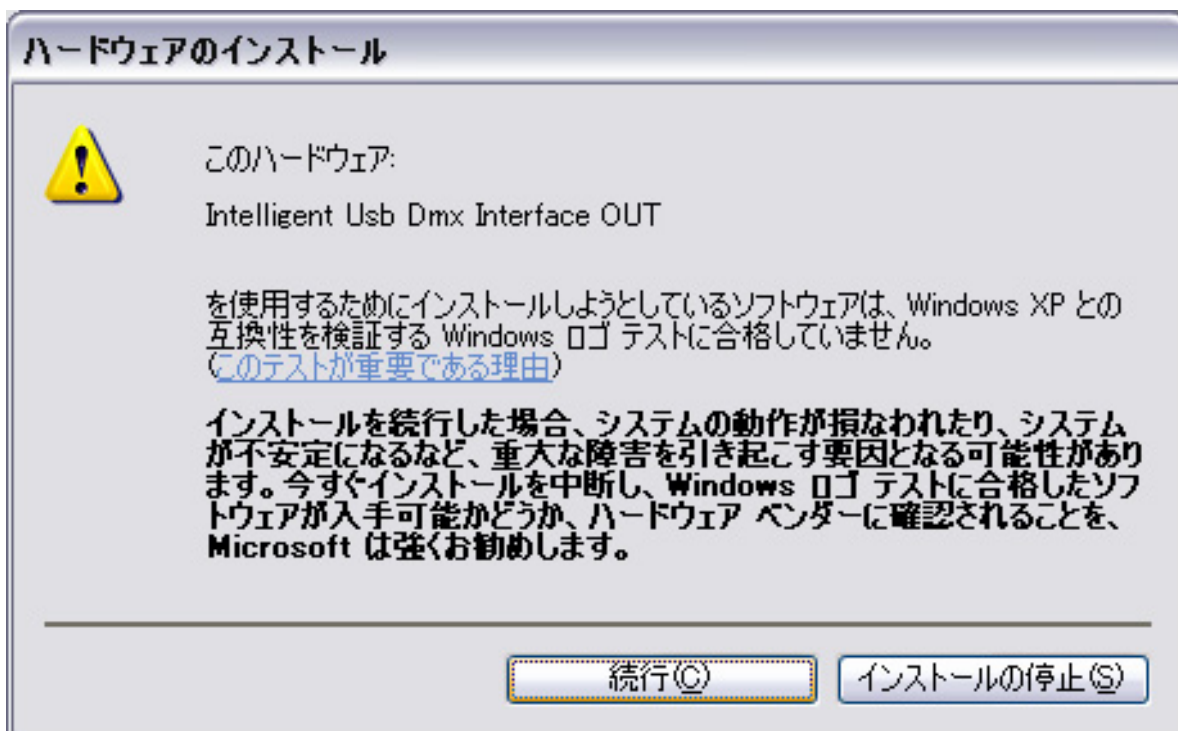 ハードウェアのインストール
このハードウェア:
Intelligent Usb Dmx Interface OUT
を使用するためにインストールしようとしているソフトウェアは、Windows XP との
互換性を検証する Windows ロゴ テストに合格していません。
(このテストが重要である理由)
インストールを続行した場合、システムの動作が損なわれたり、システム
が不安定になるなど、重大な障害を引き起こす要因となる可能性があり
ます。今すぐインストールを中断し、Windows ロゴ テストに合格したソフ
トウェアが入手可能かどうか、ハードウェア ベンダーに確認されることを、
Microsoft は強くお勧めします。
続行(C)
インストールの停止(S)